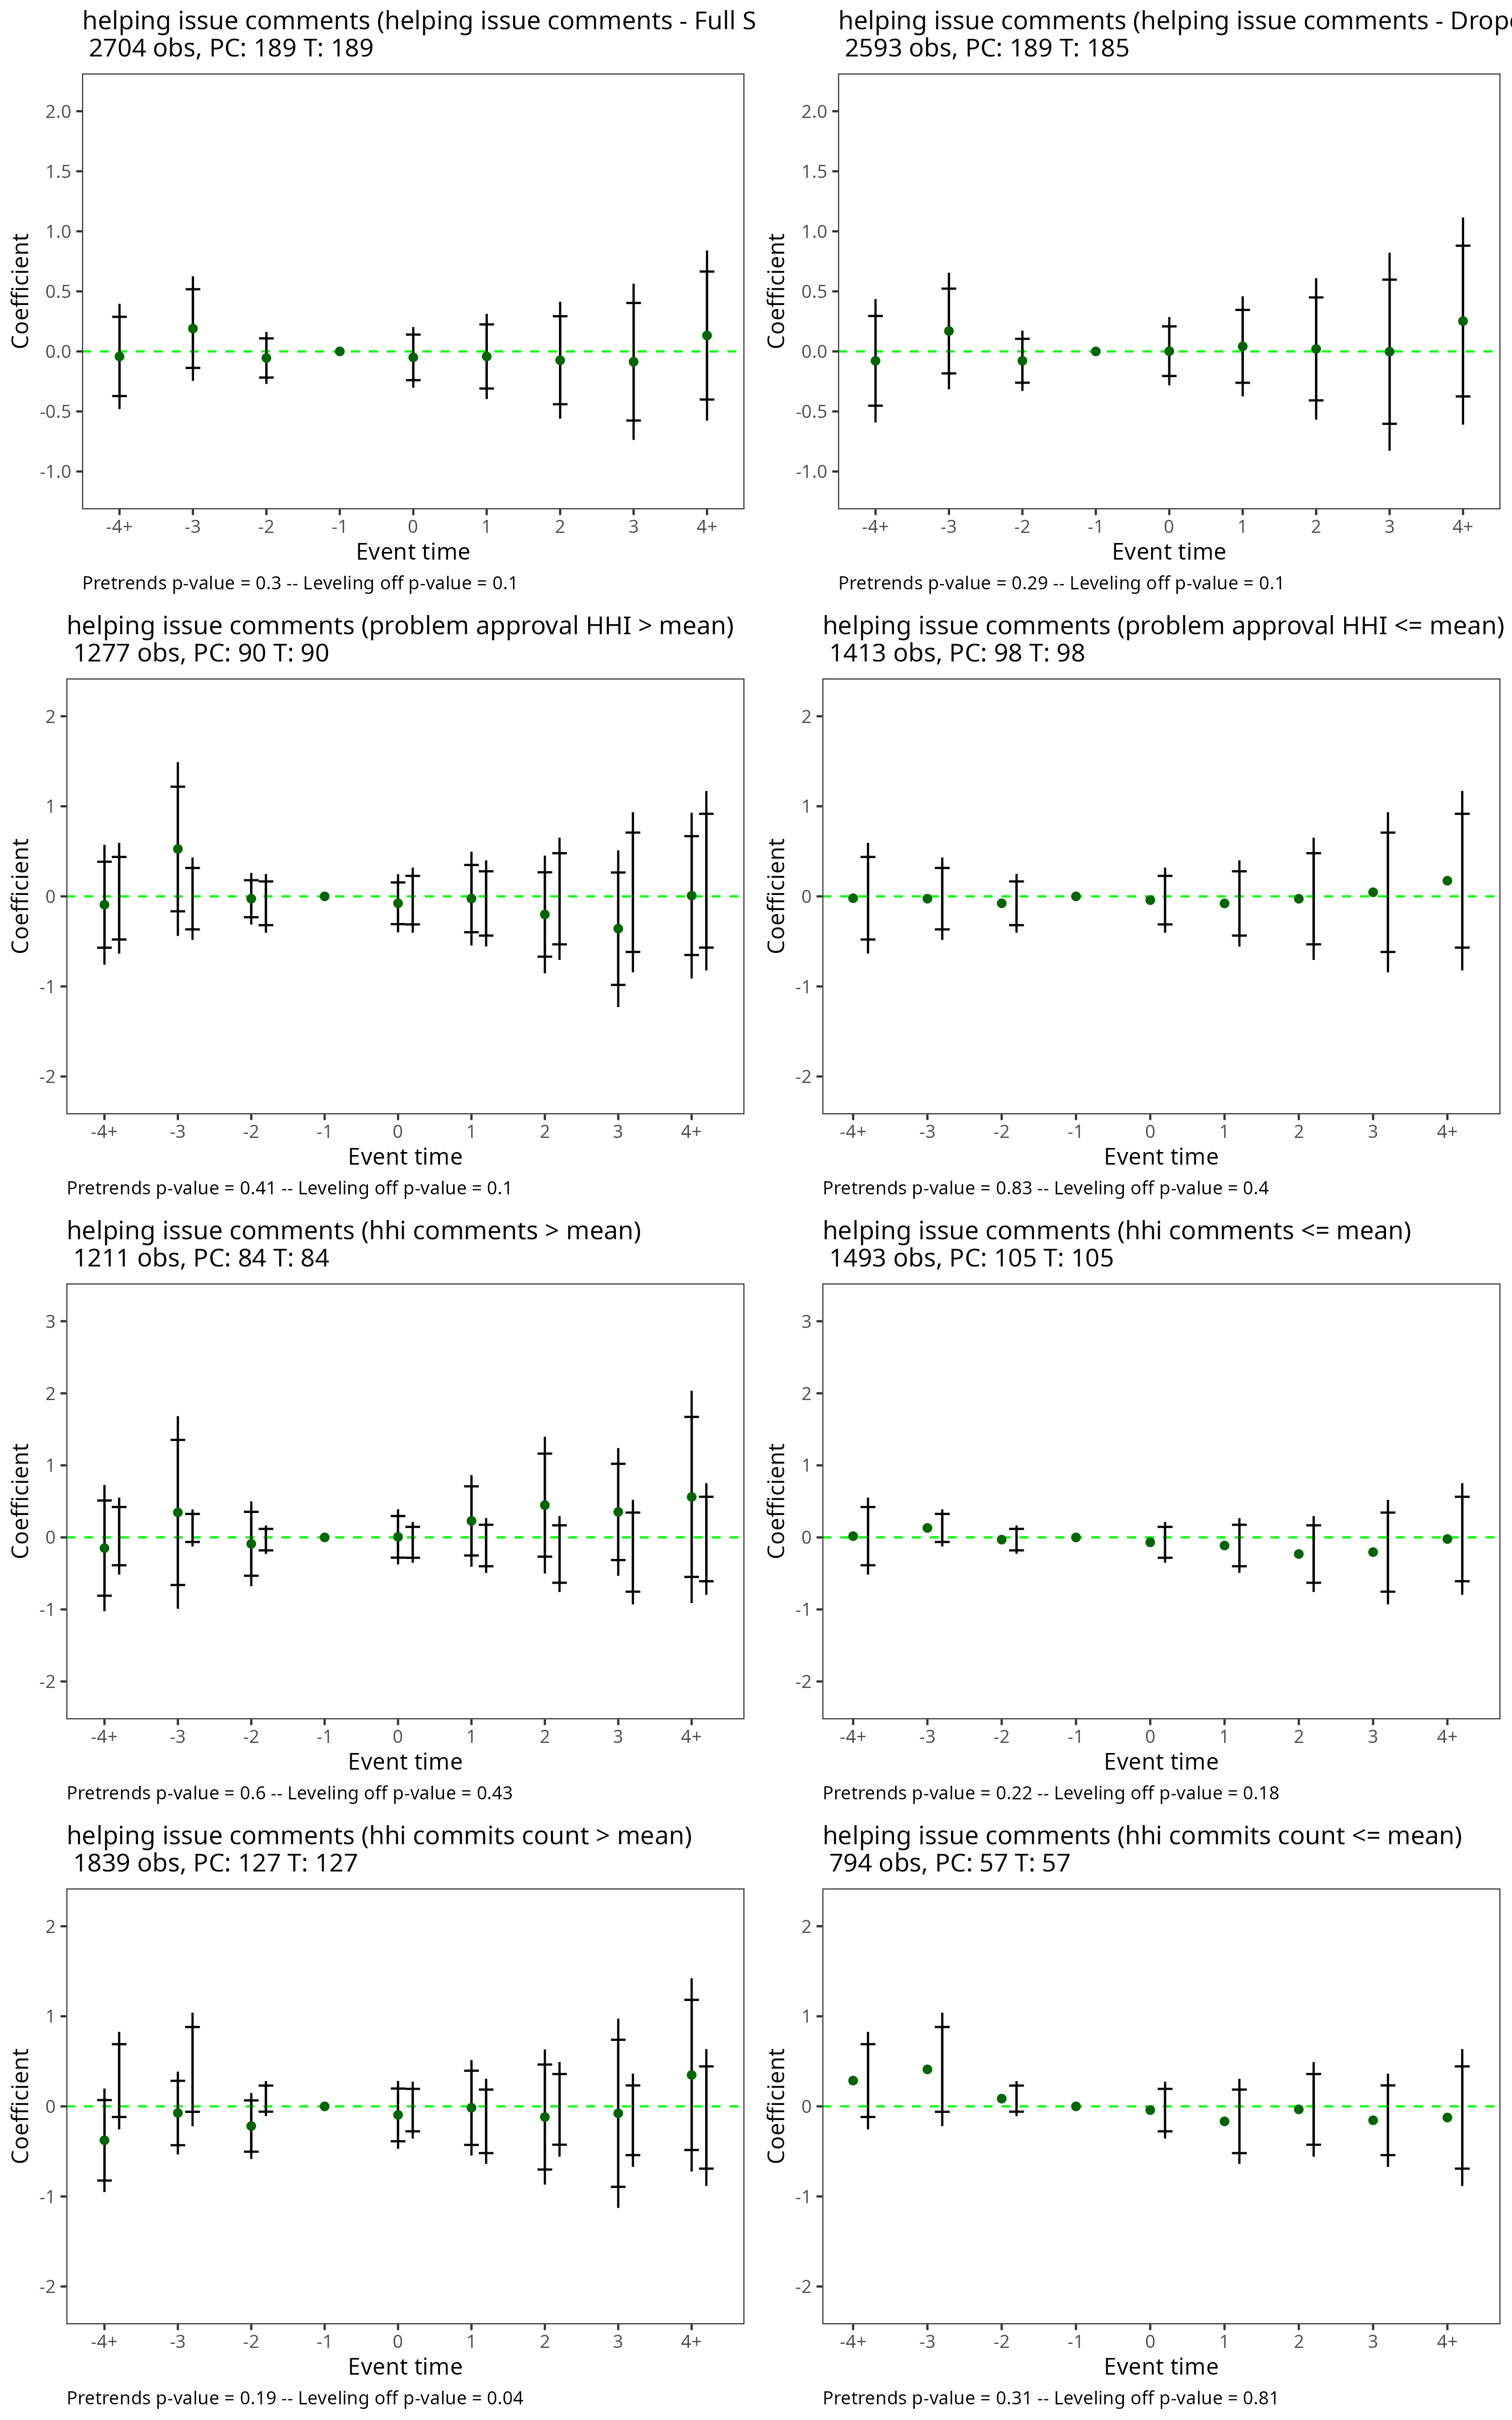 helping issue comments (helping issue comments - Full S
2704 obs, PC: 189 T: 189
Coefficient
2.0
1.5
1.0
0.5
0.0
-0.5
-1.0
-4+ -3 -2 -1 0 1 2 3 4+
Event time
Pretrends p-value = 0.3 -- Leveling off p-value = 0.1
helping issue comments (helping issue comments - Drop
2593 obs, PC: 189 T: 185
Coefficient
2.0
1.5
1.0
0.5
0.0
-0.5
-1.0
-4+ -3 -2 -1 0 1 2 3 4+
Event time
Pretrends p-value = 0.29 -- Leveling off p-value = 0.1
helping issue comments (problem approval HHI > mean)
1277 obs, PC: 90 T: 90
Coefficient
2
1
0
-1
-2
-4+ -3 -2 -1 0 1 2 3 4+
Event time
Pretrends p-value = 0.41 -- Leveling off p-value = 0.1
helping issue comments (problem approval HHI <= mean)
1413 obs, PC: 98 T: 98
Coefficient
2
1
0
-1
-2
-4+ -3 -2 -1 0 1 2 3 4+
Event time
Pretrends p-value = 0.83 -- Leveling off p-value = 0.4
helping issue comments (hhi comments > mean)
1211 obs, PC: 84 T: 84
Coefficient
3
2
1
0
-1
-2
-4+ -3 -2 -1 0 1 2 3 4+
Event time
Pretrends p-value = 0.6 -- Leveling off p-value = 0.43
helping issue comments (hhi comments <= mean)
1493 obs, PC: 105 T: 105
Coefficient
3
2
1
0
-1
-2
-4+ -3 -2 -1 0 1 2 3 4+
Event time
Pretrends p-value = 0.22 -- Leveling off p-value = 0.18
helping issue comments (hhi commits count > mean)
1839 obs, PC: 127 T: 127
Coefficient
2
1
0
-1
-2
-4+ -3 -2 -1 0 1 2 3 4+
Event time
Pretrends p-value = 0.19 -- Leveling off p-value = 0.04
helping issue comments (hhi commits count <= mean)
794 obs, PC: 57 T: 57
Coefficient
2
1
0
-1
-2
-4+ -3 -2 -1 0 1 2 3 4+
Event time
Pretrends p-value = 0.31 -- Leveling off p-value = 0.81